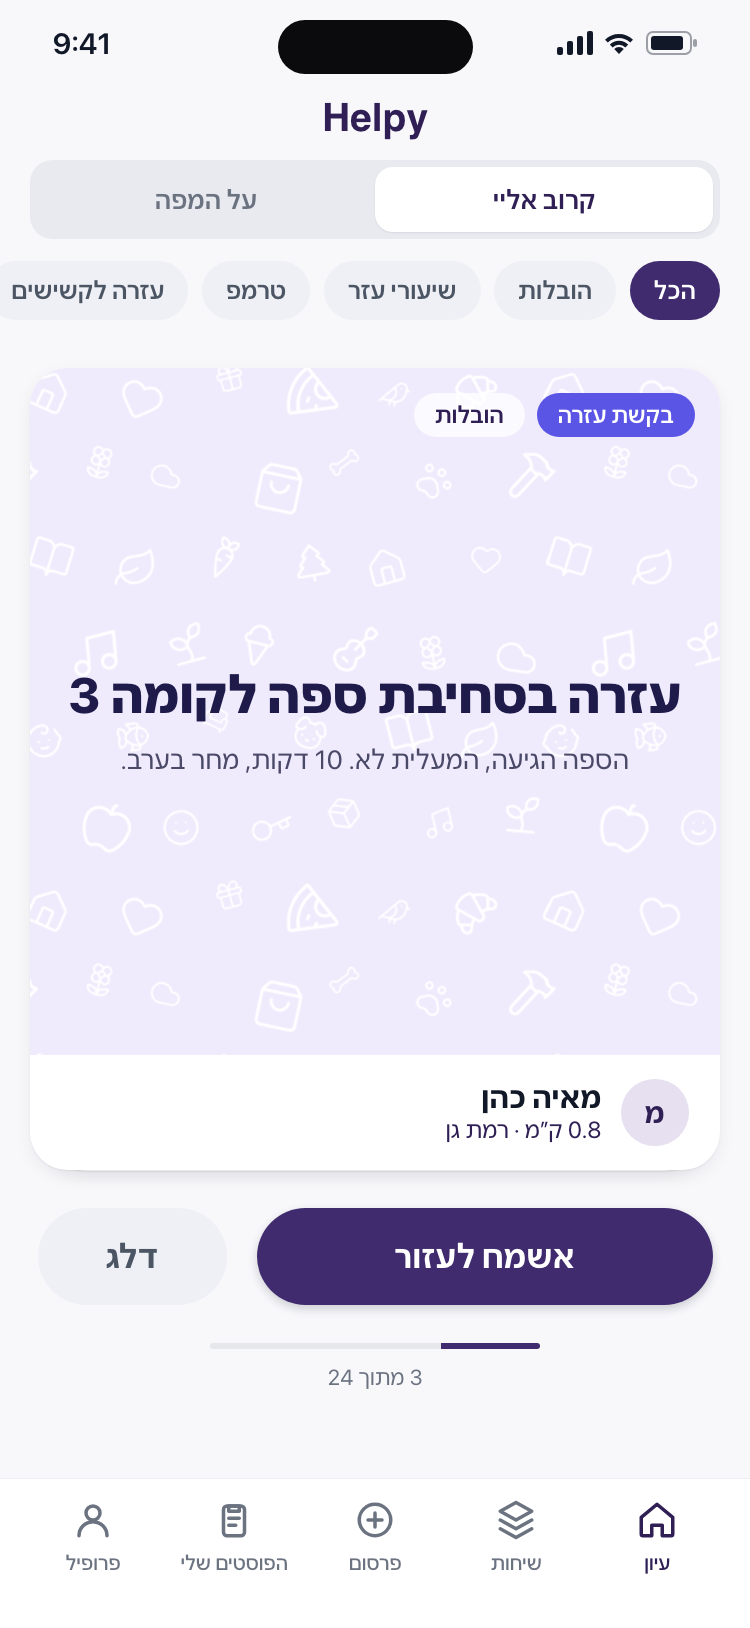 9:41
Helpy
קרוב אליי
על המפה
הכל
הובלות
שיעורי עזר
טרמפ
עזרה לקשישים
בקשת עזרה
הובלות
עזרה בסחיבת ספה לקומה 3
הספה הגיעה, המעלית לא. 10 דקות, מחר בערב.
מ
מאיה כהן
0.8 ק״מ · רמת גן
אשמח לעזור
דלג
3 מתוך 24
עיון
שיחות
פרסום
הפוסטים שלי
פרופיל